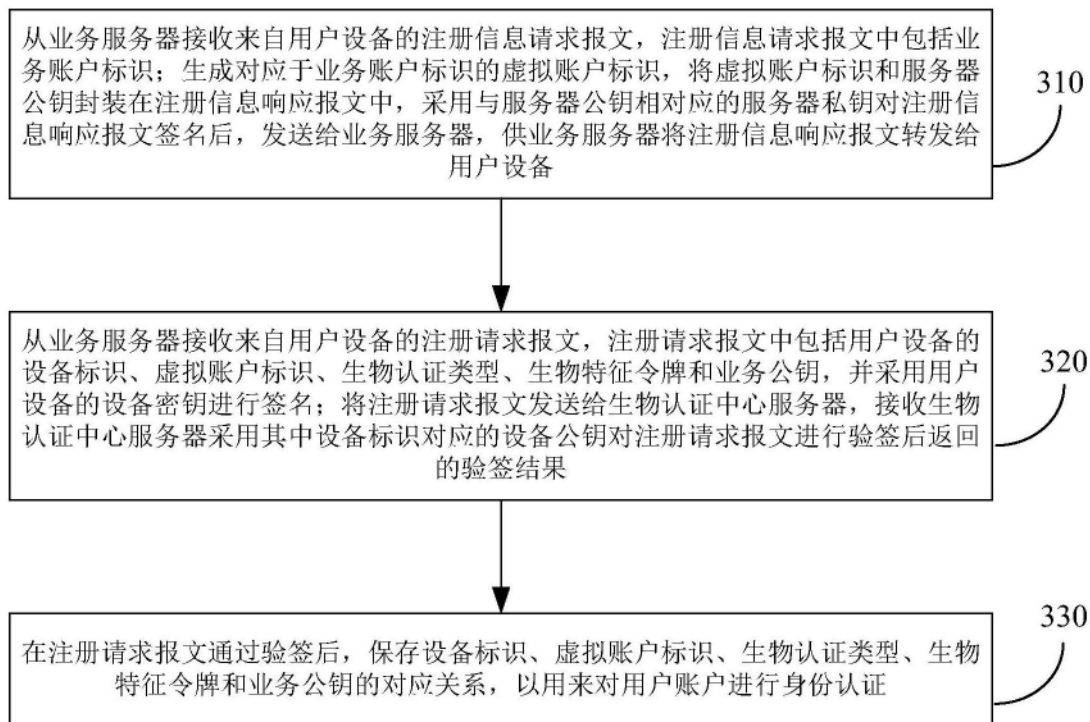 从业务服务器接收来自用户设备的注册信息请求报文，注册信息请求报文中包括业
务账户标识；生成对应于业务账户标识的虚拟账户标识，将虚拟账户标识和服务器
公钥封装在注册信息响应报文中，采用与服务器公钥相对应的服务器私钥对注册信
息响应报文签名后，发送给业务服务器，供业务服务器将注册信息响应报文转发给
用户设备
310
从业务服务器接收来自用户设备的注册请求报文，注册请求报文中包括用户设备的
设备标识、虚拟账户标识、生物认证类型、生物特征令牌和业务公钥，并采用用户
设备的设备密钥进行签名；将注册请求报文发送给生物认证中心服务器，接收生物
认证中心服务器采用其中设备标识对应的设备公钥对注册请求报文进行验签后返回
的验签结果
320
在注册请求报文通过验签后，保存设备标识、虚拟账户标识、生物认证类型、生物
特征令牌和业务公钥的对应关系，以用来对用户账户进行身份认证
330